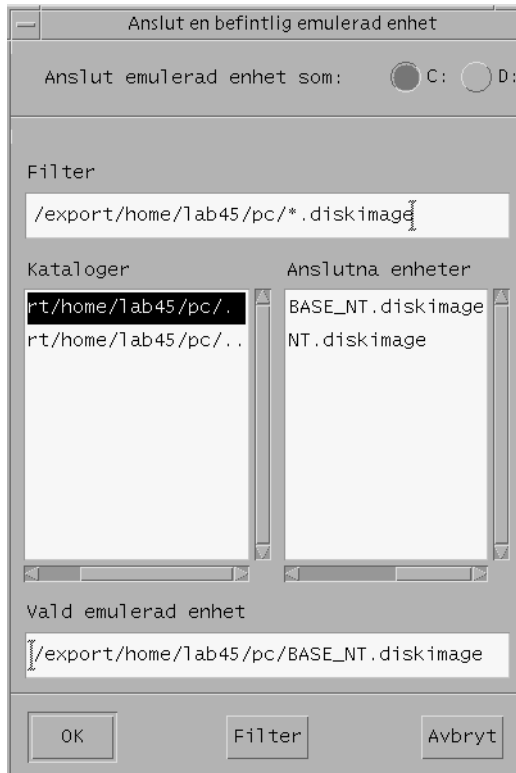 Anslut en befintlig emulerad enhet
Anslut emulerad enhet som: C: D:
Filter
/export/home/lab45/pc/*.diskimage
Kataloger
rt/home/lab45/pc/.
rt/home/lab45/pc/..
Anslutna enheter
BASE_NT.diskimage
NT.diskimage
Vald emulerad enhet
/export/home/lab45/pc/BASE_NT.diskimage
OK Filter Avbryt